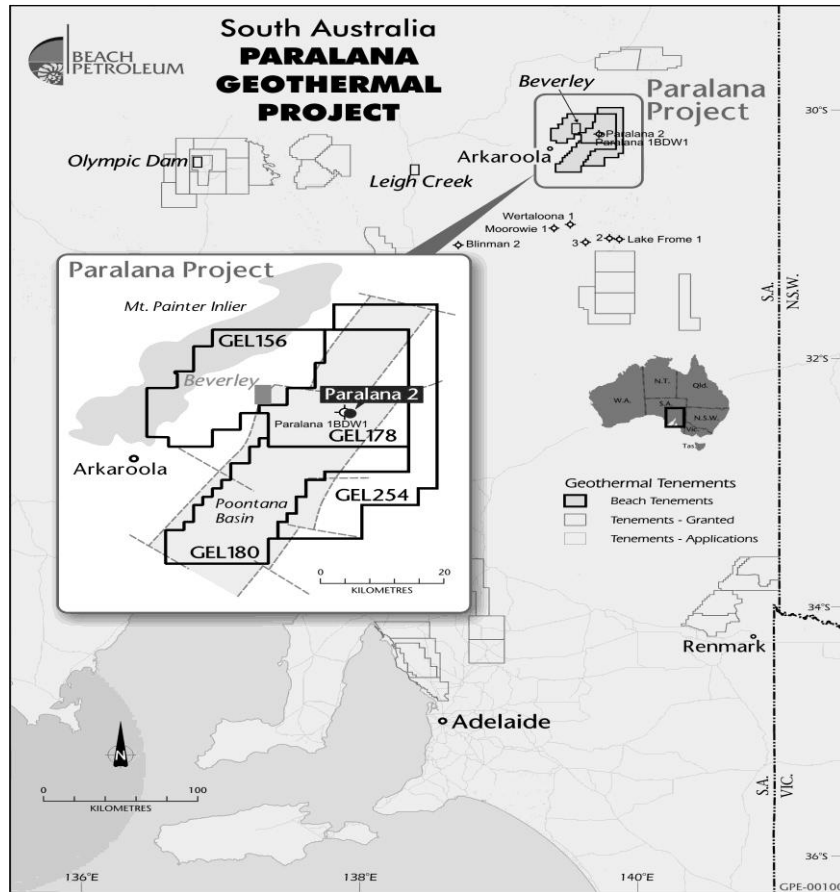 BEACH
PETROLEUM
South Australia
PARALANA
GEOTHERMAL
PROJECT
Beverley
Paralana
Project
30°S
Paralana 2
Paralana 1BDW1
Arkaroola
Olympic Dam
Leigh Creek
Wertaloona 1
Moorowie 1
Blinman 2
3
2
Lake Frome 1
S.A.
N.S.W.
Paralana Project
Mt. Painter Inlier
GEL156
Beverley
Paralana 2
Paralana 1BDW1
GEL178
Arkaroola
GEL254
Poontana
Basin
GEL180
0
20
KILOMETRES
32°S
N.T.
Qld.
W.A.
S.A.
N.S.W.
Vic.
Tas.
Geothermal Tenements
Beach Tenements
Tenements - Granted
Tenements - Applications
34°S
Renmark
Adelaide
N
0
100
KILOMETRES
S.A.
VIC.
36°S
136°E
138°E
140°E